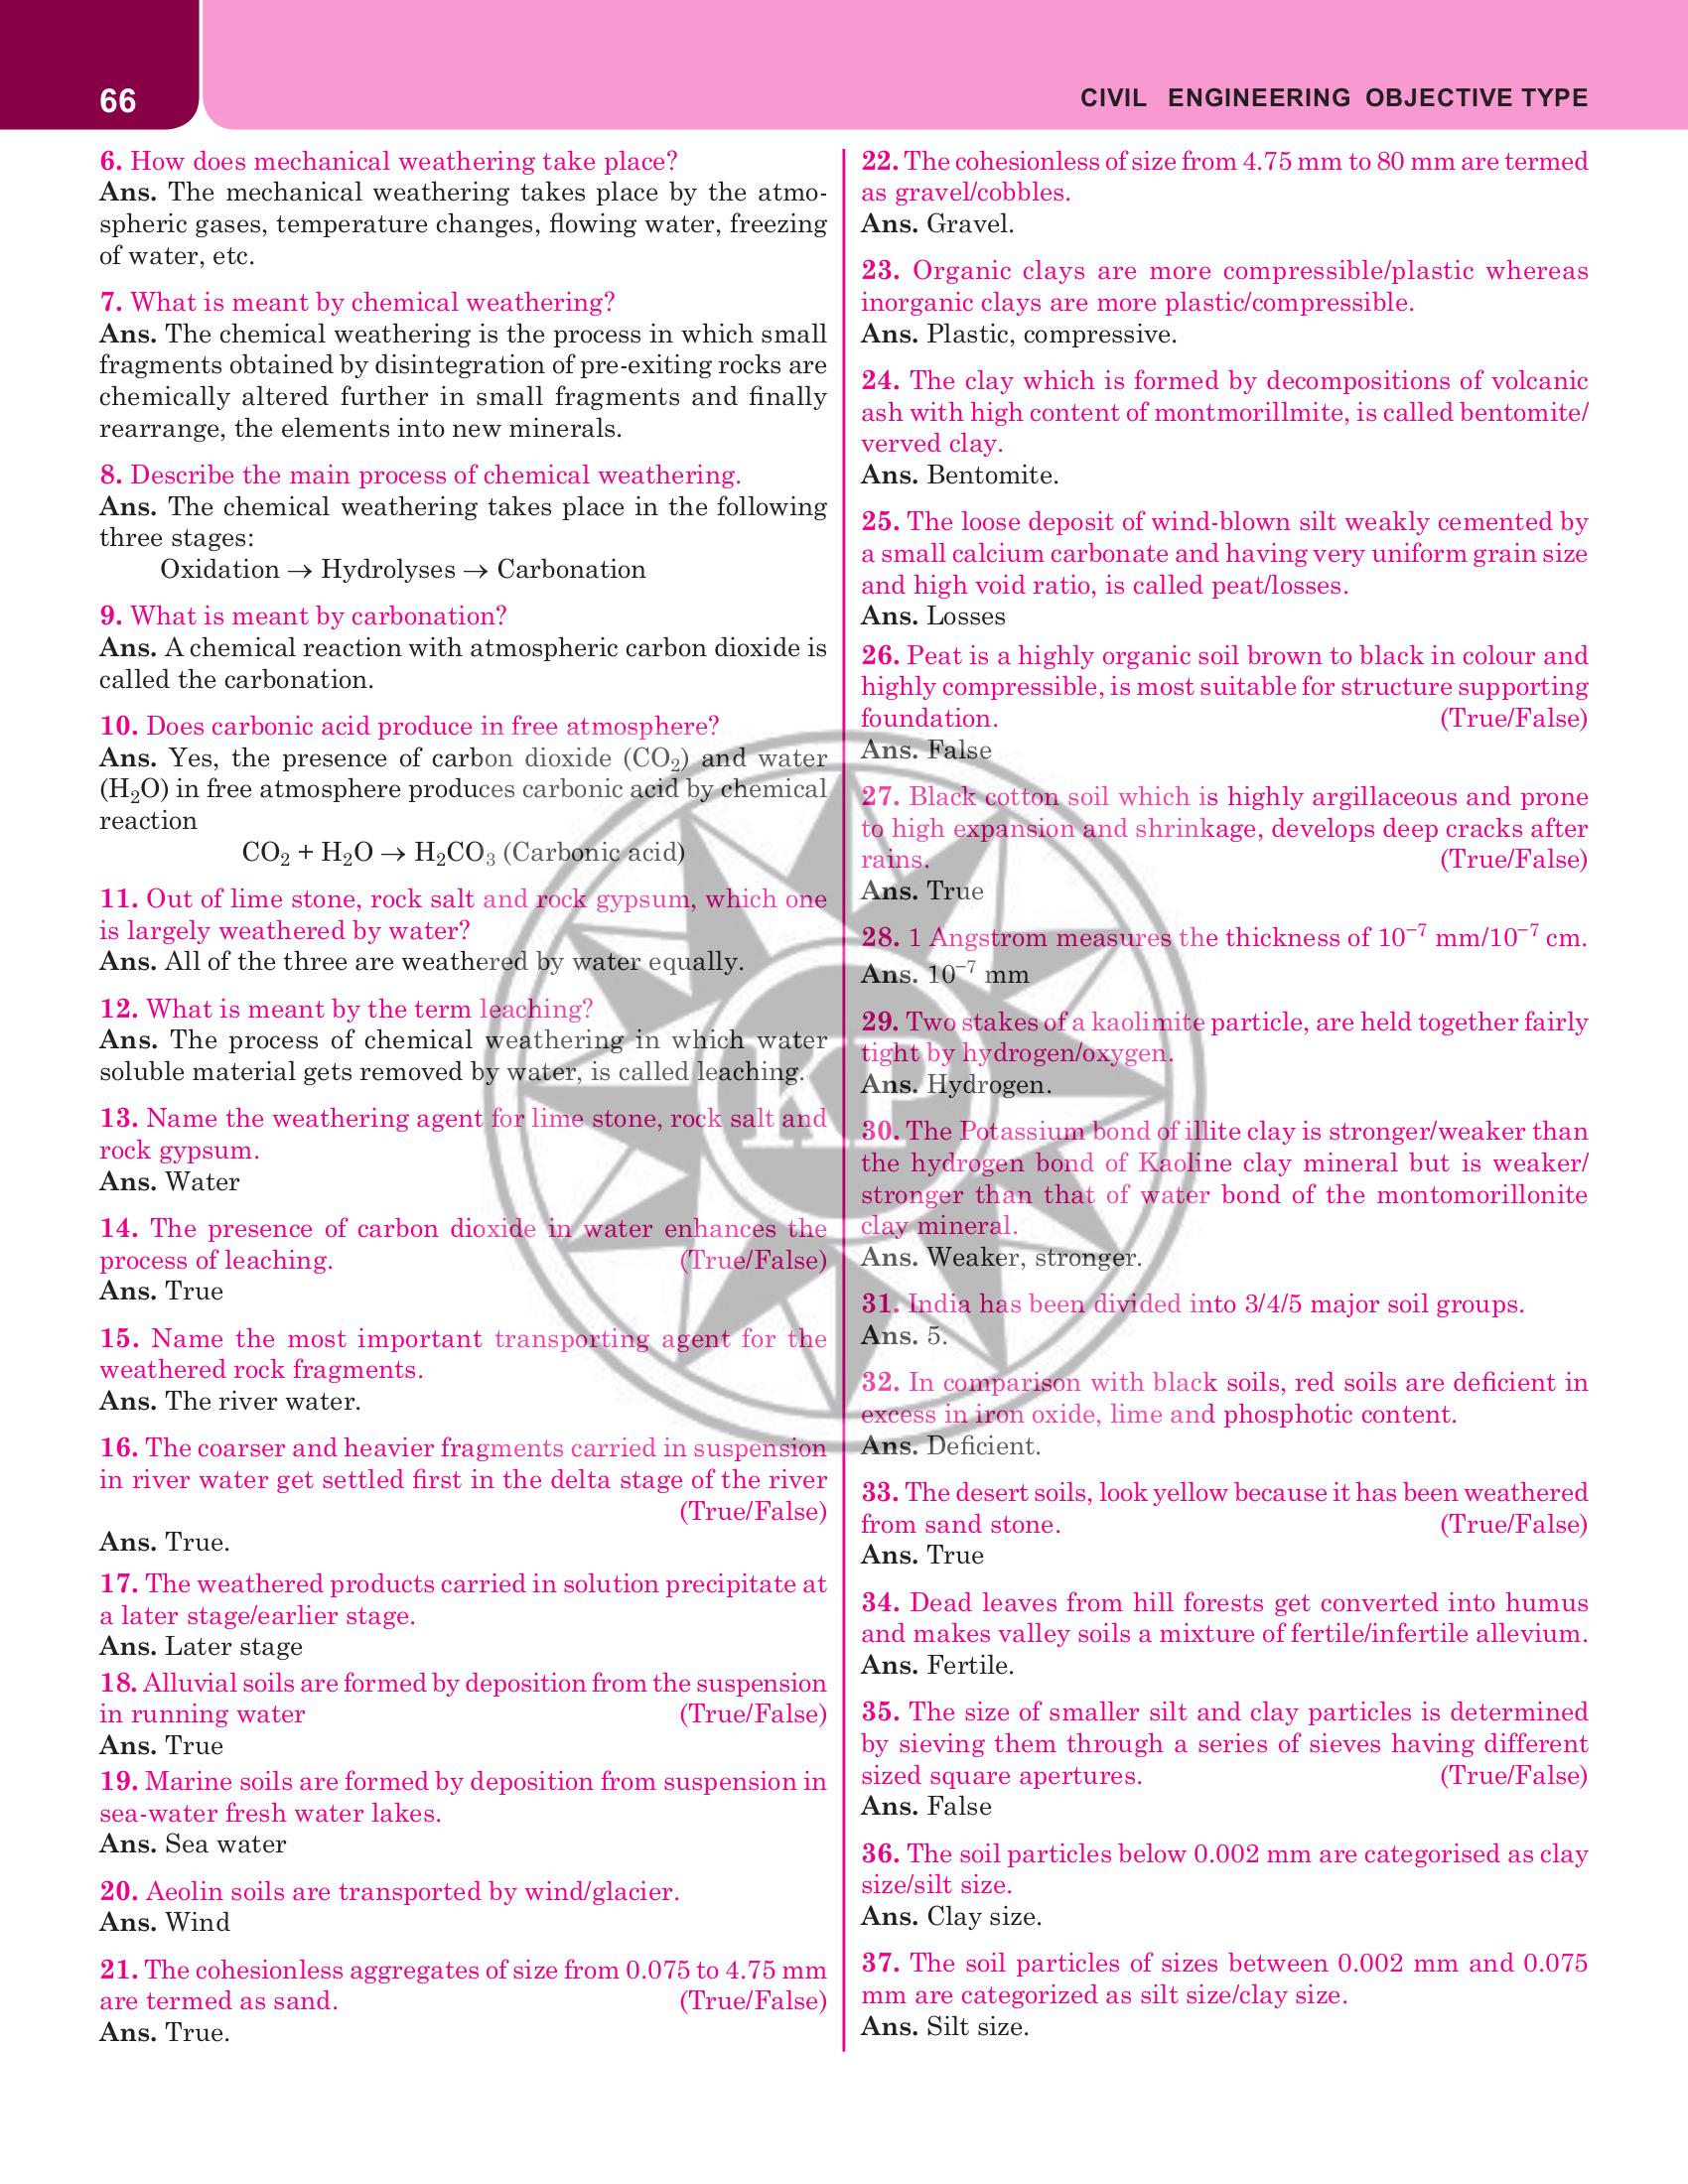 66
CIVIL ENGINEERING OBJECTIVE TYPE
6. How does mechanical weathering take place?
Ans. The mechanical weathering takes place by the atmo-
spheric gases, temperature changes, flowing water, freezing
of water, etc.
7. What is meant by chemical weathering?
Ans. The chemical weathering is the process in which small
fragments obtained by disintegration of pre-exiting rocks are
chemically altered further in small fragments and finally
rearrange, the elements into new minerals.
8. Describe the main process of chemical weathering.
Ans. The chemical weathering takes place in the following
three stages:
Oxidation → Hydrolyses → Carbonation
9. What is meant by carbonation?
Ans. A chemical reaction with atmospheric carbon dioxide is
called the carbonation.
10. Does carbonic acid produce in free atmosphere?
Ans. Yes, the presence of carbon dioxide (CO₂) and water
(H₂O) in free atmosphere produces carbonic acid by chemical
reaction
CO₂ + H₂O → H₂CO₃ (Carbonic acid)
11. Out of lime stone, rock salt and rock gypsum, which one
is largely weathered by water?
Ans. All of the three are weathered by water equally.
12. What is meant by the term leaching?
Ans. The process of chemical weathering in which water
soluble material gets removed by water, is called leaching.
13. Name the weathering agent for lime stone, rock salt and
rock gypsum.
Ans. Water
14. The presence of carbon dioxide in water enhances the
process of leaching. (True/False)
Ans. True
15. Name the most important transporting agent for the
weathered rock fragments.
Ans. The river water.
16. The coarser and heavier fragments carried in suspension
in river water get settled first in the delta stage of the river
(True/False)
Ans. True.
17. The weathered products carried in solution precipitate at
a later stage/earlier stage.
Ans. Later stage
18. Alluvial soils are formed by deposition from the suspension
in running water (True/False)
Ans. True
19. Marine soils are formed by deposition from suspension in
sea-water fresh water lakes.
Ans. Sea water
20. Aeolin soils are transported by wind/glacier.
Ans. Wind
21. The cohesionless aggregates of size from 0.075 to 4.75 mm
are termed as sand. (True/False)
Ans. True.
22. The cohesionless of size from 4.75 mm to 80 mm are termed
as gravel/cobbles.
Ans. Gravel.
23. Organic clays are more compressible/plastic whereas
inorganic clays are more plastic/compressible.
Ans. Plastic, compressive.
24. The clay which is formed by decompositions of volcanic
ash with high content of montmorillmite, is called bentomite/
verved clay.
Ans. Bentomite.
25. The loose deposit of wind-blown silt weakly cemented by
a small calcium carbonate and having very uniform grain size
and high void ratio, is called peat/losses.
Ans. Losses
26. Peat is a highly organic soil brown to black in colour and
highly compressible, is most suitable for structure supporting
foundation. (True/False)
Ans. False
27. Black cotton soil which is highly argillaceous and prone
to high expansion and shrinkage, develops deep cracks after
rains. (True/False)
Ans. True
28. 1 Angstrom measures the thickness of 10⁻⁷ mm/10⁻⁷ cm.
Ans. 10⁻⁷ mm
29. Two stakes of a kaolimite particle, are held together fairly
tight by hydrogen/oxygen.
Ans. Hydrogen.
30. The Potassium bond of illite clay is stronger/weaker than
the hydrogen bond of Kaoline clay mineral but is weaker/
stronger than that of water bond of the montomorillonite
clay mineral.
Ans. Weaker, stronger.
31. India has been divided into 3/4/5 major soil groups.
Ans. 5.
32. In comparison with black soils, red soils are deficient in
excess in iron oxide, lime and phosphotic content.
Ans. Deficient.
33. The desert soils, look yellow because it has been weathered
from sand stone. (True/False)
Ans. True
34. Dead leaves from hill forests get converted into humus
and makes valley soils a mixture of fertile/infertile allevium.
Ans. Fertile.
35. The size of smaller silt and clay particles is determined
by sieving them through a series of sieves having different
sized square apertures. (True/False)
Ans. False
36. The soil particles below 0.002 mm are categorised as clay
size/silt size.
Ans. Clay size.
37. The soil particles of sizes between 0.002 mm and 0.075
mm are categorized as silt size/clay size.
Ans. Silt size.
KP